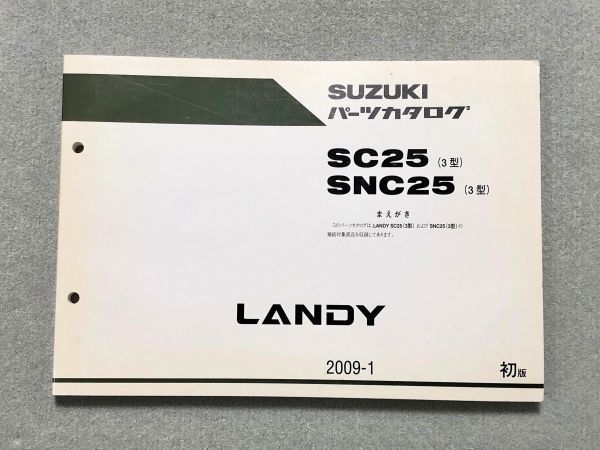 SUZUKI
パーツカタログ
SC25 (3型)
SNC25 (3型)
まえがき
このパーツカタログは、LANDY SC25(3型) および SNC25(3型)の
補給対象部品を収録してあります。
LANDY
2009-1
初版